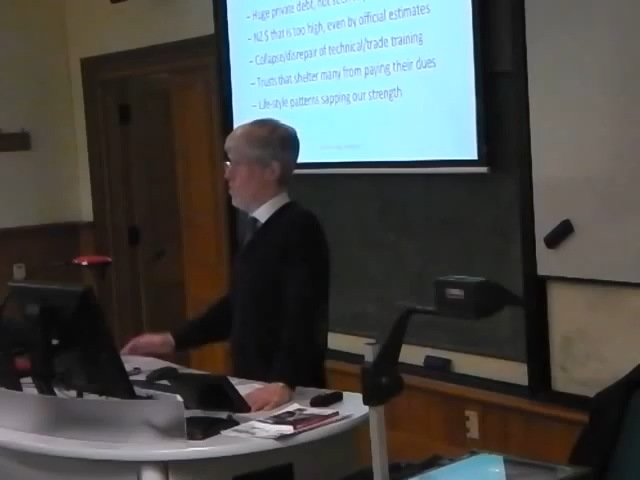 – Huge private debt, not
– NZ$ that is too high, even by official estimates
– Collapse/disrepair of technical/trade training
– Trusts that shelter many from paying their dues
– Life-style patterns sapping our strength